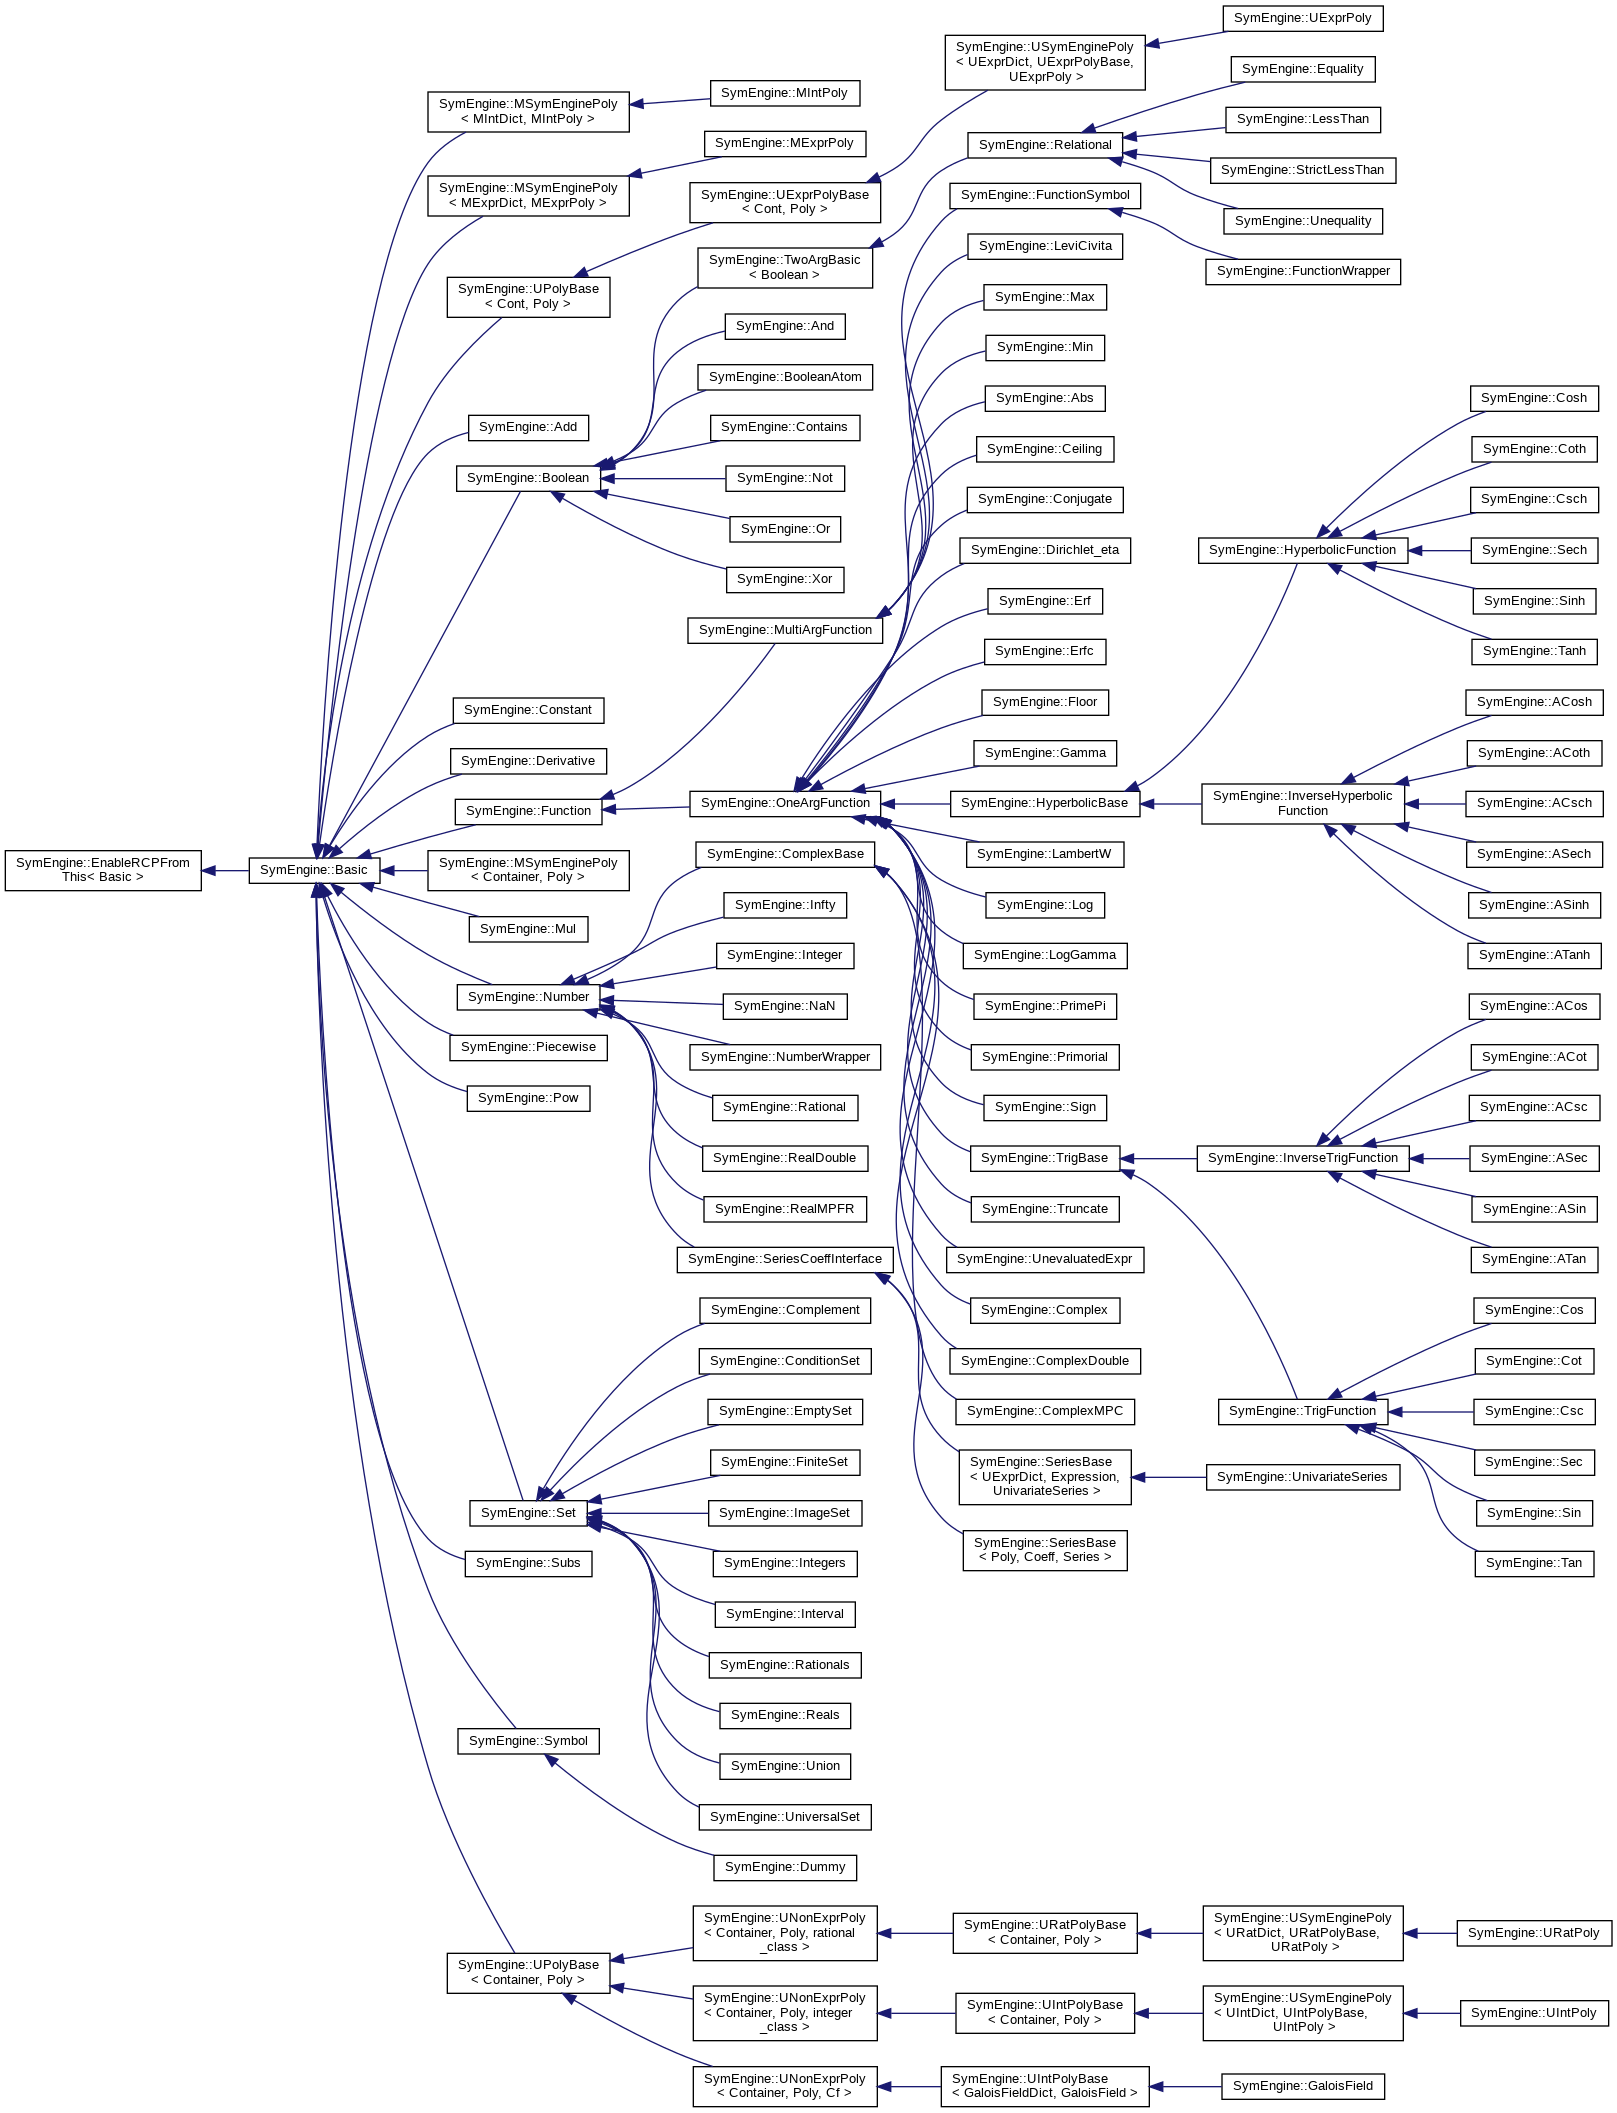 SymEngine::EnableRCPFrom
This< Basic >
SymEngine::Basic
SymEngine::MSymEnginePoly
< MIntDict, MIntPoly >
SymEngine::MSymEnginePoly
< MExprDict, MExprPoly >
SymEngine::UPolyBase
< Cont, Poly >
SymEngine::Add
SymEngine::Boolean
SymEngine::Constant
SymEngine::Derivative
SymEngine::Function
SymEngine::MSymEnginePoly
< Container, Poly >
SymEngine::Mul
SymEngine::Number
SymEngine::Piecewise
SymEngine::Pow
SymEngine::Set
SymEngine::Subs
SymEngine::Symbol
SymEngine::UPolyBase
< Container, Poly >
SymEngine::MIntPoly
SymEngine::MExprPoly
SymEngine::UExprPolyBase
< Cont, Poly >
SymEngine::TwoArgBasic
< Boolean >
SymEngine::And
SymEngine::BooleanAtom
SymEngine::Contains
SymEngine::Not
SymEngine::Or
SymEngine::Xor
SymEngine::MultiArgFunction
SymEngine::OneArgFunction
SymEngine::ComplexBase
SymEngine::Infty
SymEngine::Integer
SymEngine::NaN
SymEngine::NumberWrapper
SymEngine::Rational
SymEngine::RealDouble
SymEngine::RealMPFR
SymEngine::SeriesCoeffInterface
SymEngine::Complement
SymEngine::ConditionSet
SymEngine::EmptySet
SymEngine::FiniteSet
SymEngine::ImageSet
SymEngine::Integers
SymEngine::Interval
SymEngine::Rationals
SymEngine::Reals
SymEngine::Union
SymEngine::UniversalSet
SymEngine::Dummy
SymEngine::UNonExprPoly
< Container, Poly, rational
_class >
SymEngine::UNonExprPoly
< Container, Poly, integer
_class >
SymEngine::UNonExprPoly
< Container, Poly, Cf >
SymEngine::USymEnginePoly
< UExprDict, UExprPolyBase,
UExprPoly >
SymEngine::Relational
SymEngine::FunctionSymbol
SymEngine::LeviCivita
SymEngine::Max
SymEngine::Min
SymEngine::Abs
SymEngine::Ceiling
SymEngine::Conjugate
SymEngine::Dirichlet_eta
SymEngine::Erf
SymEngine::Erfc
SymEngine::Floor
SymEngine::Gamma
SymEngine::HyperbolicBase
SymEngine::LambertW
SymEngine::Log
SymEngine::LogGamma
SymEngine::PrimePi
SymEngine::Primorial
SymEngine::Sign
SymEngine::TrigBase
SymEngine::Truncate
SymEngine::UnevaluatedExpr
SymEngine::Complex
SymEngine::ComplexDouble
SymEngine::ComplexMPC
SymEngine::SeriesBase
< UExprDict, Expression,
UnivariateSeries >
SymEngine::SeriesBase
< Poly, Coeff, Series >
SymEngine::URatPolyBase
< Container, Poly >
SymEngine::UIntPolyBase
< Container, Poly >
SymEngine::UIntPolyBase
< GaloisFieldDict, GaloisField >
SymEngine::UExprPoly
SymEngine::Equality
SymEngine::LessThan
SymEngine::StrictLessThan
SymEngine::Unequality
SymEngine::FunctionWrapper
SymEngine::HyperbolicFunction
SymEngine::InverseHyperbolic
Function
SymEngine::InverseTrigFunction
SymEngine::TrigFunction
SymEngine::UnivariateSeries
SymEngine::USymEnginePoly
< URatDict, URatPolyBase,
URatPoly >
SymEngine::USymEnginePoly
< UIntDict, UIntPolyBase,
UIntPoly >
SymEngine::GaloisField
SymEngine::Cosh
SymEngine::Coth
SymEngine::Csch
SymEngine::Sech
SymEngine::Sinh
SymEngine::Tanh
SymEngine::ACosh
SymEngine::ACoth
SymEngine::ACsch
SymEngine::ASech
SymEngine::ASinh
SymEngine::ATanh
SymEngine::ACos
SymEngine::ACot
SymEngine::ACsc
SymEngine::ASec
SymEngine::ASin
SymEngine::ATan
SymEngine::Cos
SymEngine::Cot
SymEngine::Csc
SymEngine::Sec
SymEngine::Sin
SymEngine::Tan
SymEngine::URatPoly
SymEngine::UIntPoly